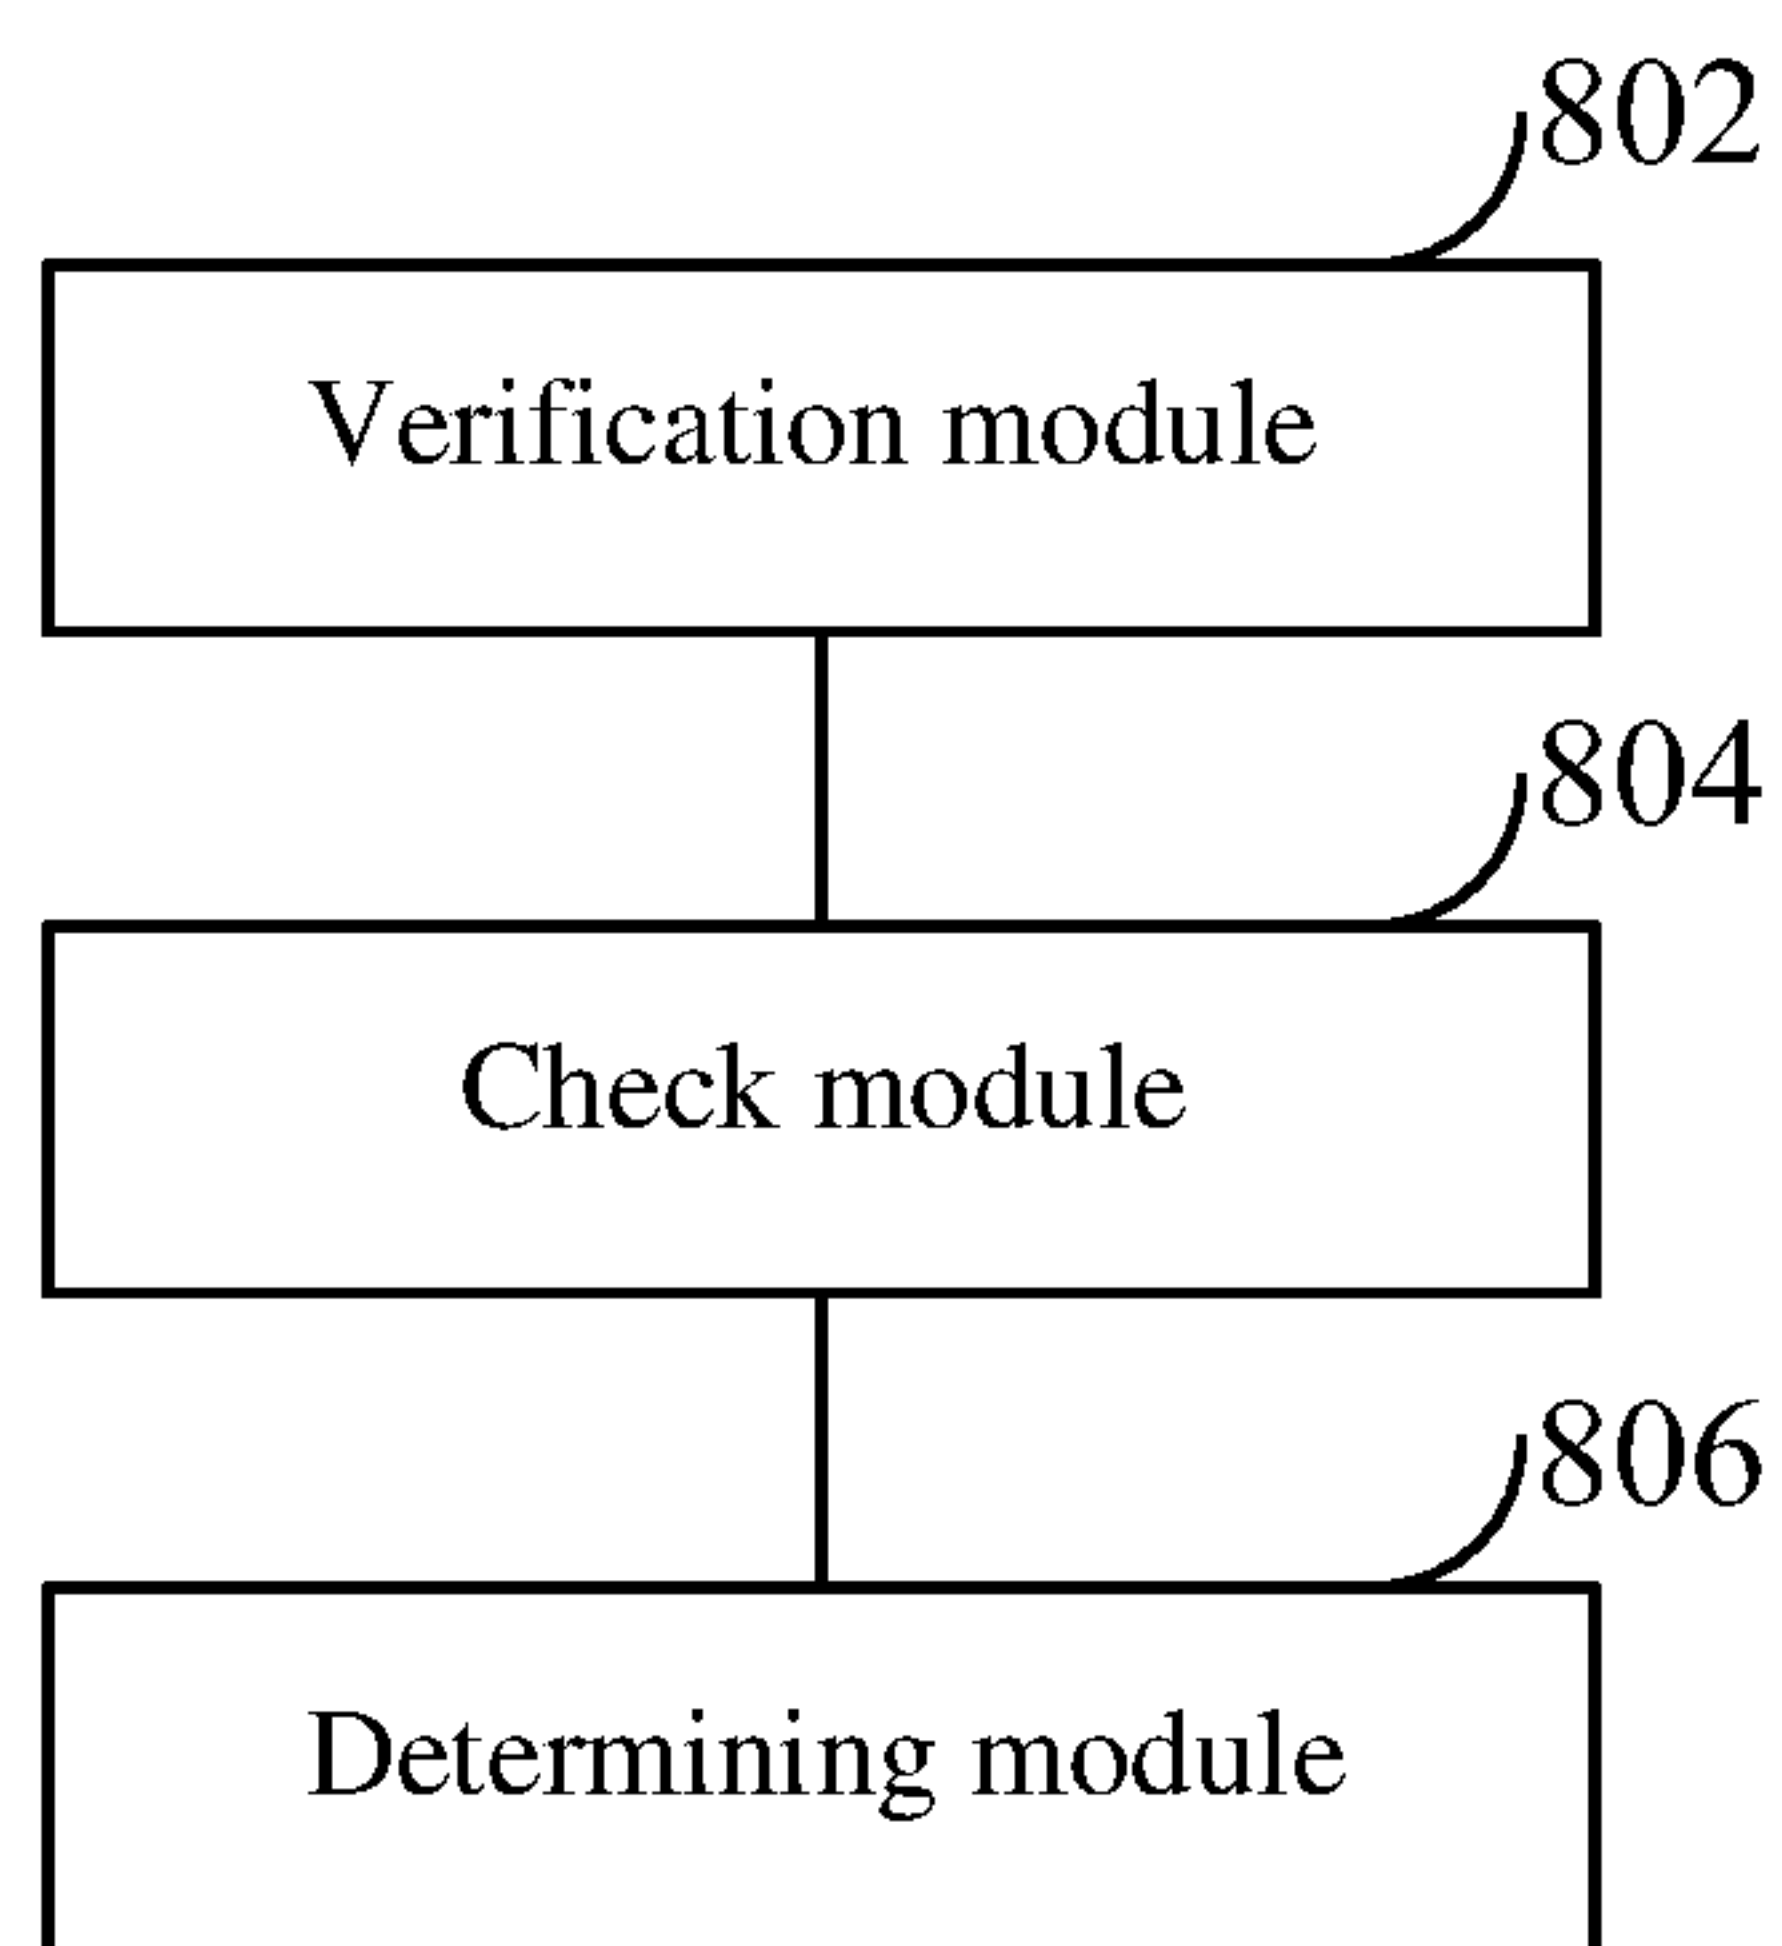 802
Verification module
804
Check module
806
Determining module